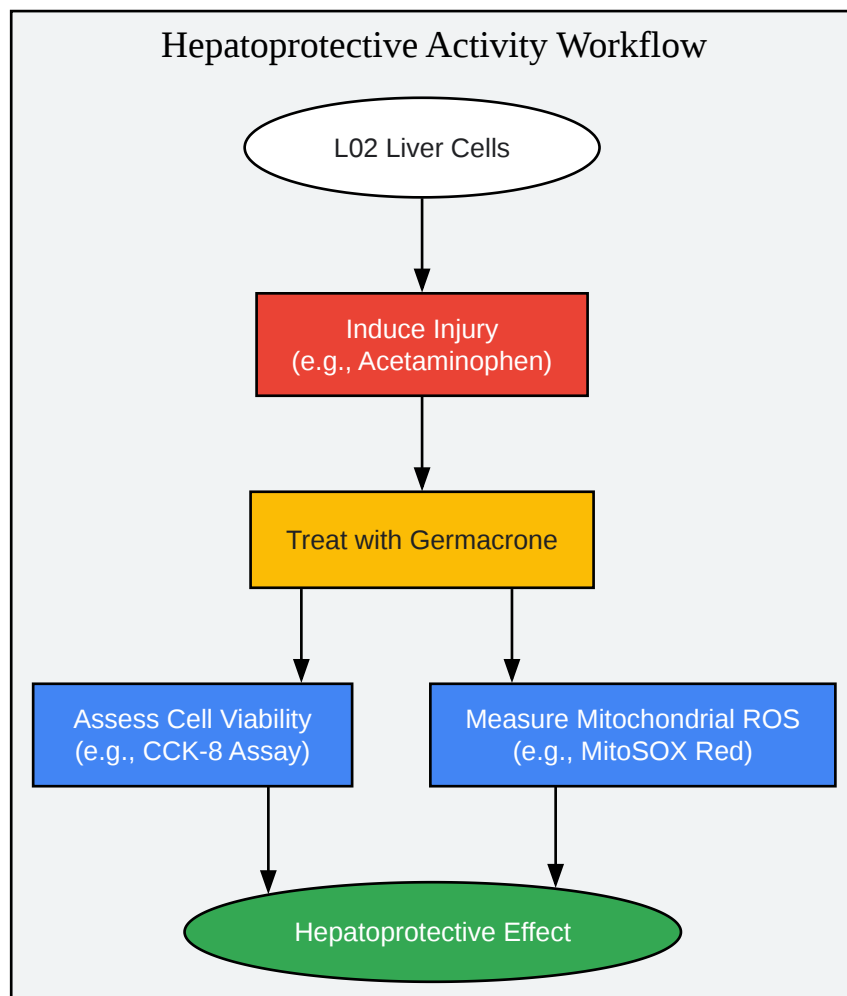 Hepatoprotective Activity Workflow
L02 Liver Cells
Induce Injury
(e.g., Acetaminophen)
Treat with Germacrone
Assess Cell Viability
(e.g., CCK-8 Assay)
Measure Mitochondrial ROS
(e.g., MitoSOX Red)
Hepatoprotective Effect